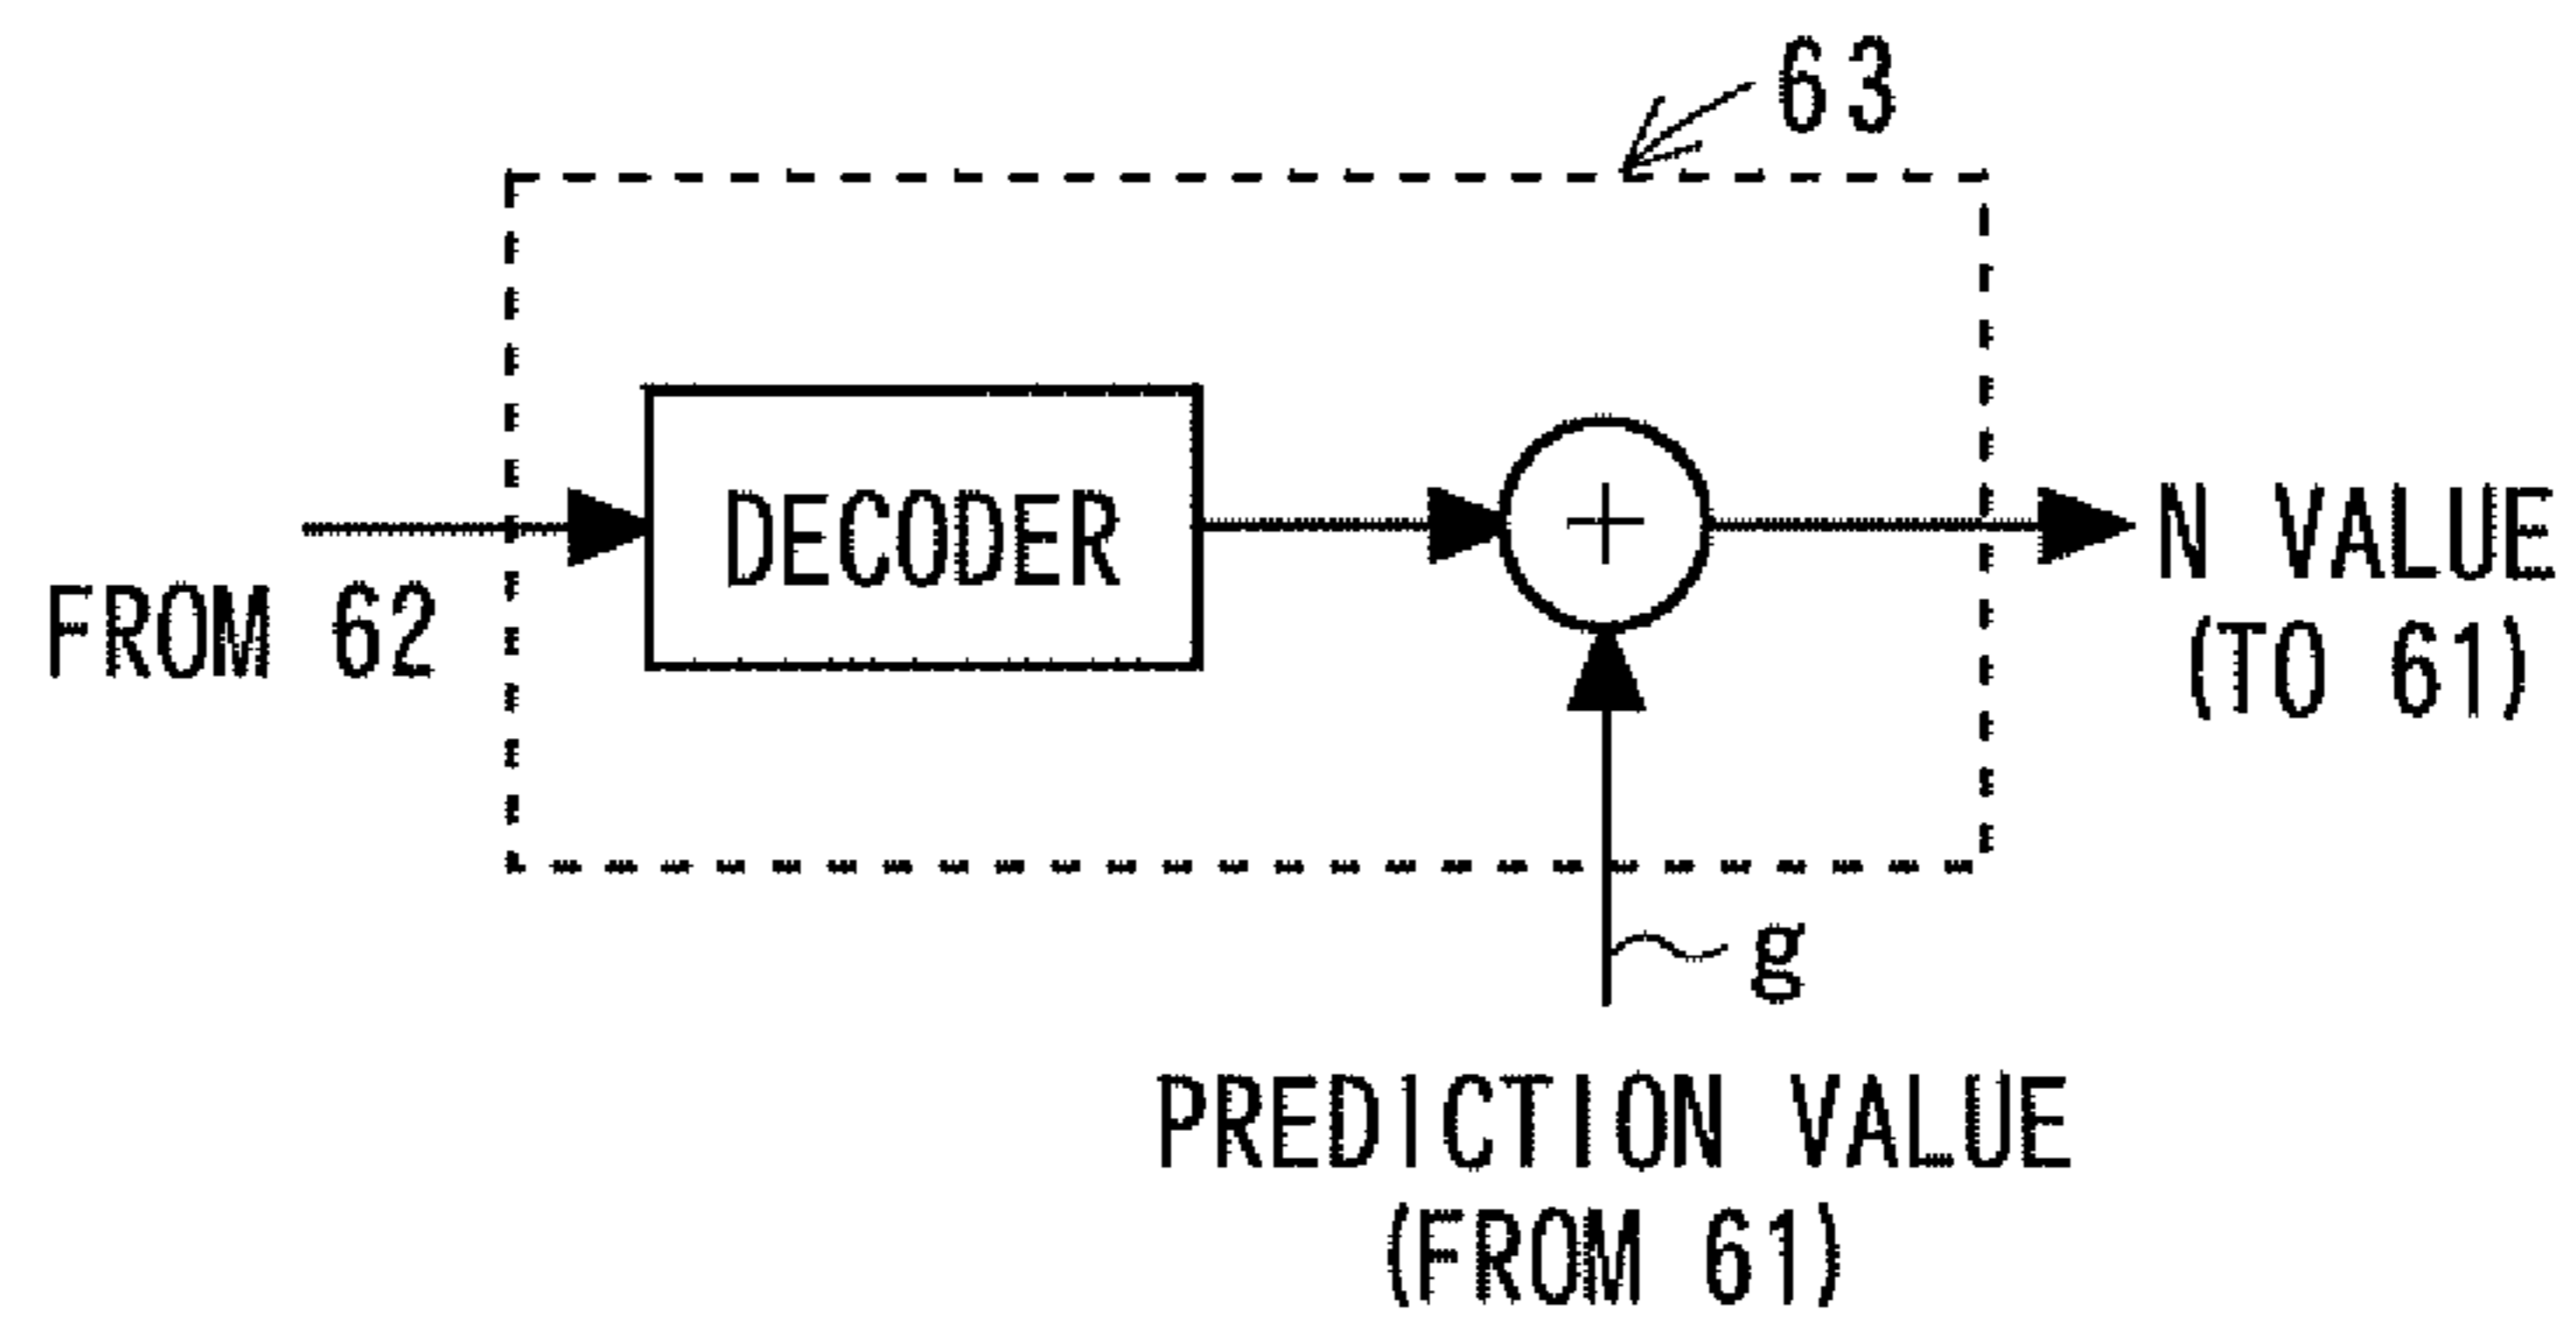 63
DECODER
FROM 62
N VALUE
(TO 61)
g
PREDICTION VALUE
(FROM 61)